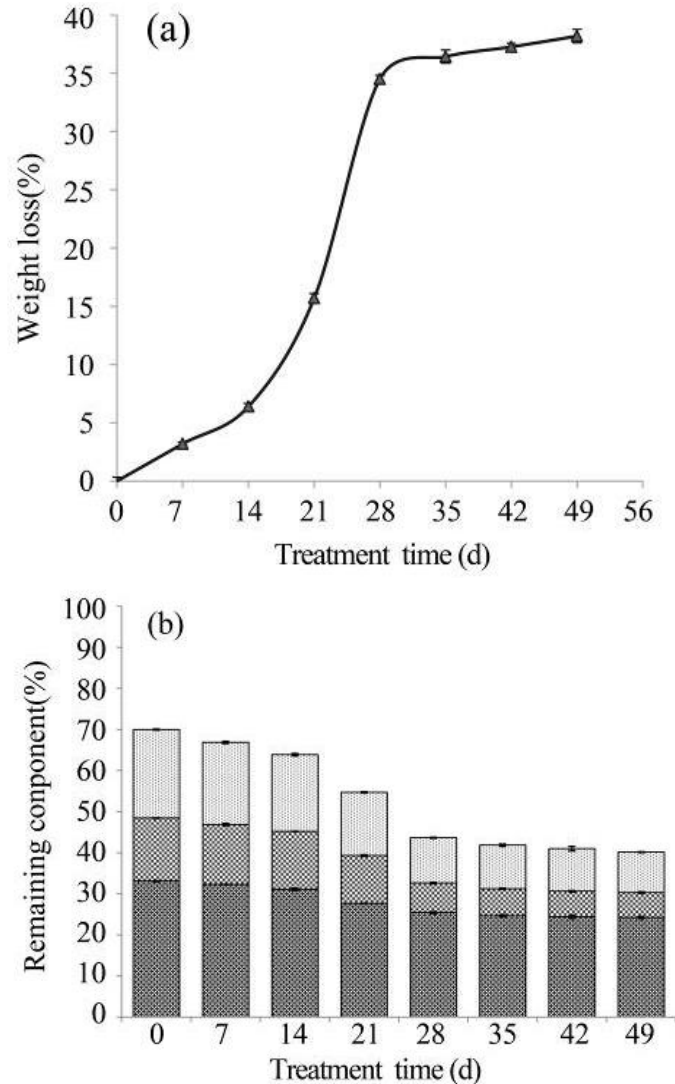 (a)
40
35
30
25
20
15
10
5
0
Weight loss(%)
0 7 14 21 28 35 42 49 56
Treatment time (d)
(b)
100
90
80
70
60
50
40
30
20
10
0
Remaining conponent(%)
0 7 14 21 28 35 42 49
Treatment time (d)